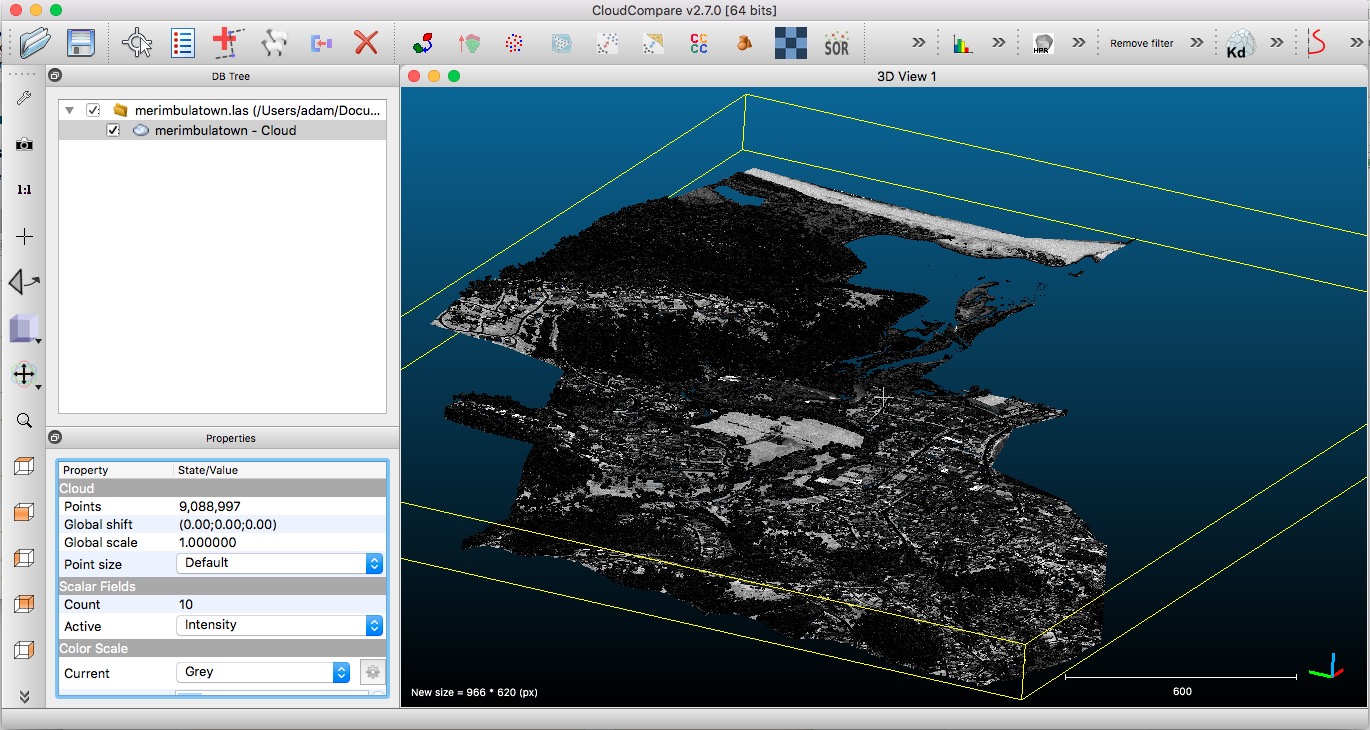 CloudCompare v2.7.0 [64 bits]
CC
CC
SOR
»
»
HPR
»
Remove filter
»
Kd
»
»
DB Tree
3D View 1
merimbulatown.las (/Users/adam/Docu...
merimbulatown - Cloud
1:1
Properties
Property State/Value
Cloud
Points 9,088,997
Global shift (0.00;0.00;0.00)
Global scale 1.000000
Point size Default
Scalar Fields
Count 10
Active Intensity
Color Scale
Current Grey
New size = 966 * 620 (px)
600